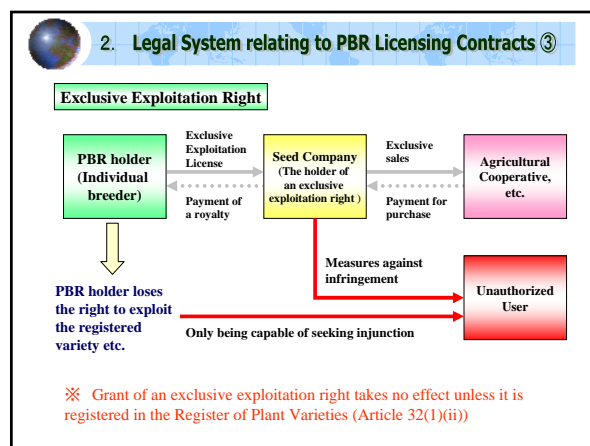 2. Legal System relating to PBR Licensing Contracts ③
Exclusive Exploitation Right
PBR holder
(Individual
breeder)
Exclusive
Exploitation
License
Payment of
a royalty
Seed Company
(The holder of
an exclusive
exploitation right )
Exclusive
sales
Payment for
purchase
Agricultural
Cooperative,
etc.
Measures against
infringement
PBR holder loses
the right to exploit
the registered
variety etc.
Only being capable of seeking injunction
Unauthorized
User
※ Grant of an exclusive exploitation right takes no effect unless it is
registered in the Register of Plant Varieties (Article 32(1)(ii))